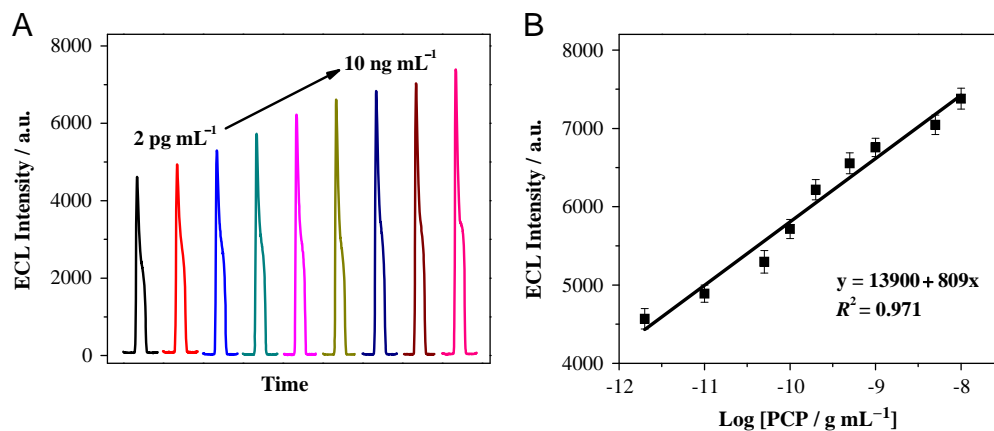 A
ECL Intensity / a.u.
8000
6000
4000
2000
0
2 pg mL⁻¹
10 ng mL⁻¹
Time
B
ECL Intensity / a.u.
8000
7000
6000
5000
4000
y = 13900 + 809x
R² = 0.971
-12 -11 -10 -9 -8
Log [PCP / g mL⁻¹]